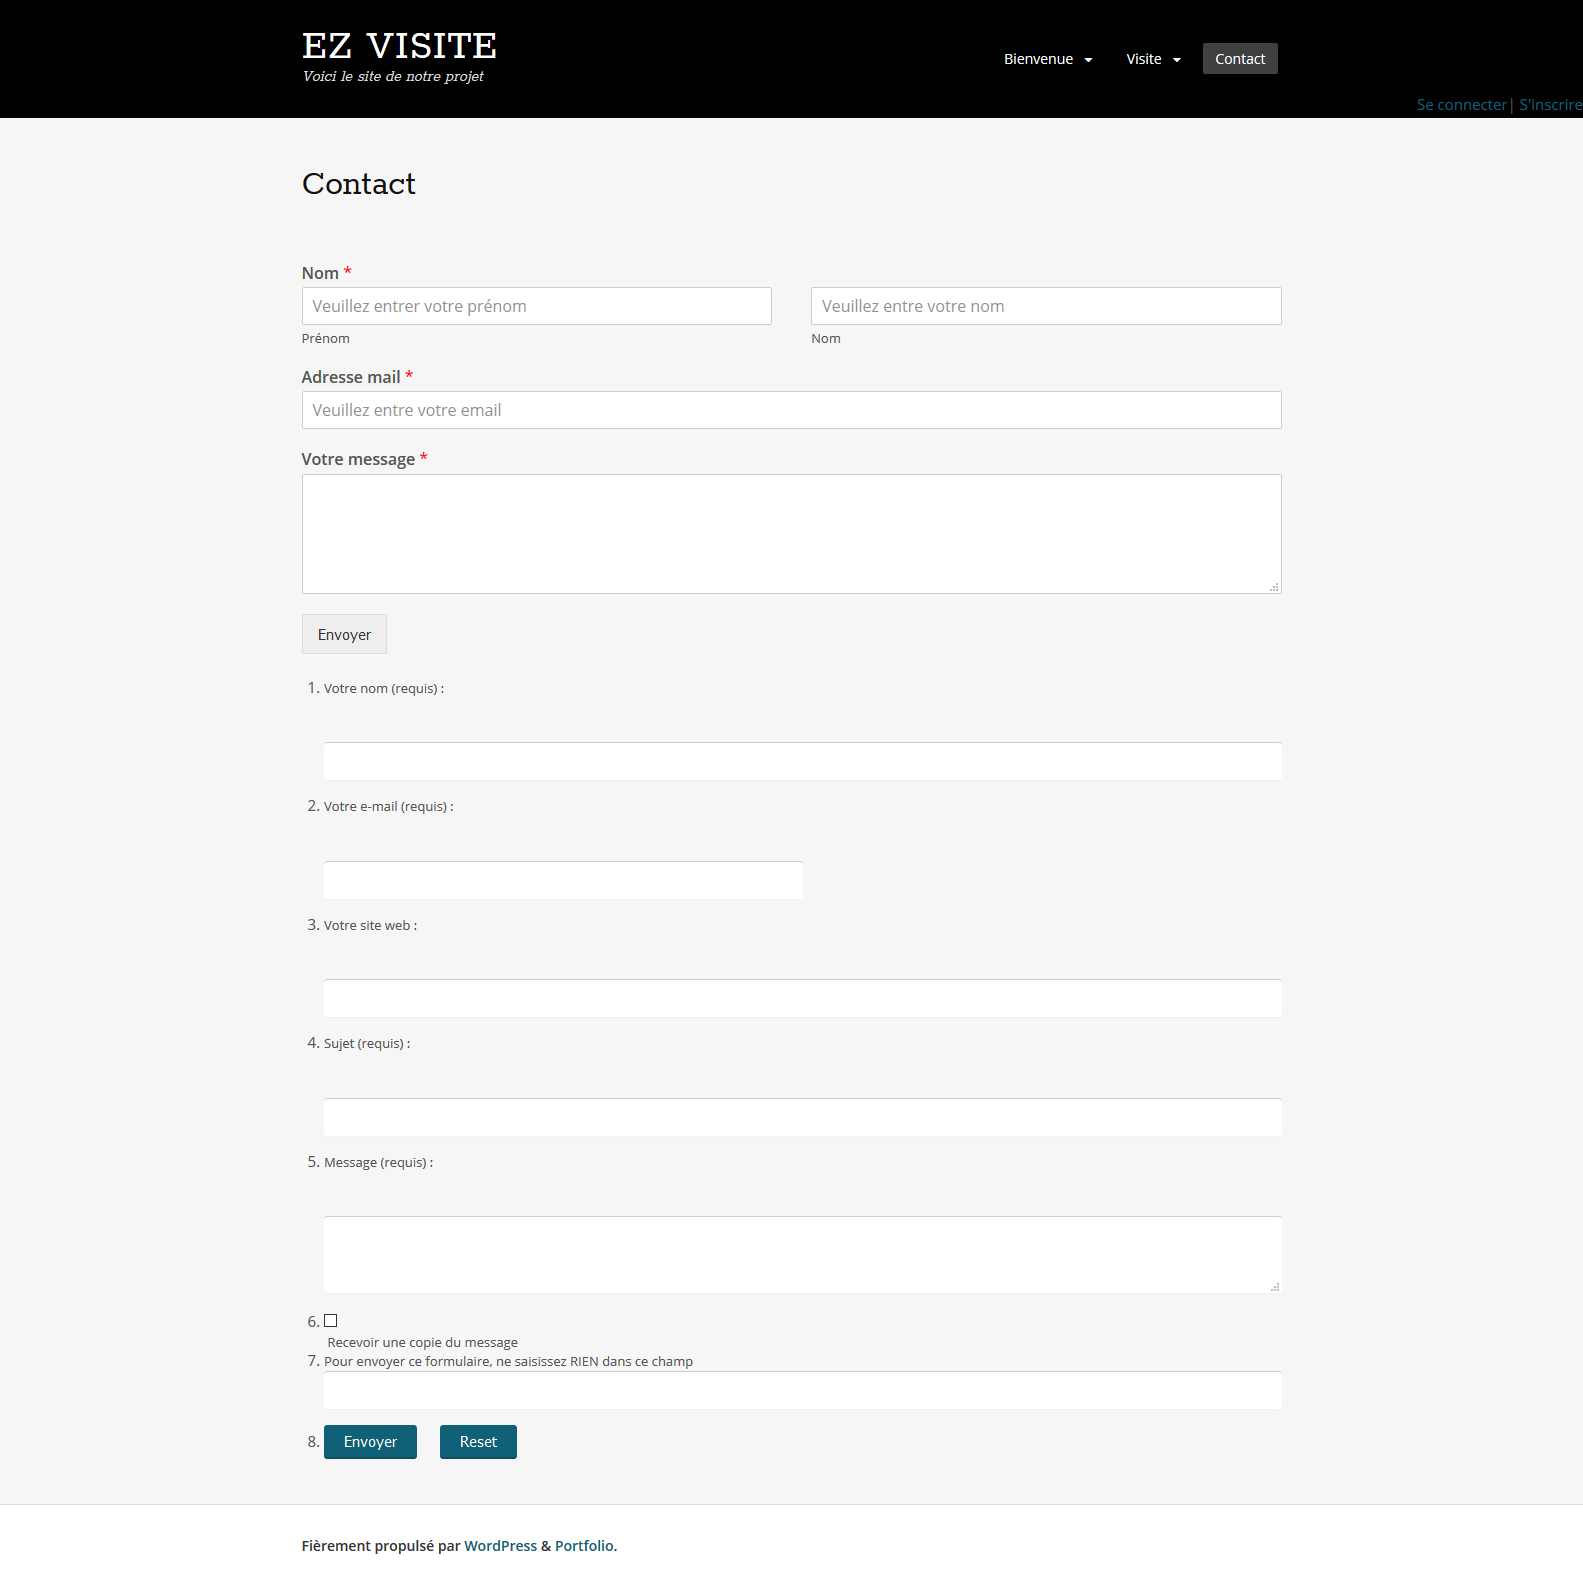 EZ VISITE
Voici le site de notre projet
Bienvenue Visite Contact
Se connecter| S'inscrire
Contact
Nom *
Veuillez entrer votre prénom Veuillez entre votre nom
Prénom Nom
Adresse mail *
Veuillez entre votre email
Votre message *
Envoyer
1. Votre nom (requis) :
2. Votre e-mail (requis) :
3. Votre site web :
4. Sujet (requis) :
5. Message (requis) :
6.
Recevoir une copie du message
7. Pour envoyer ce formulaire, ne saisissez RIEN dans ce champ
8. Envoyer Reset
Fièrement propulsé par WordPress & Portfolio.